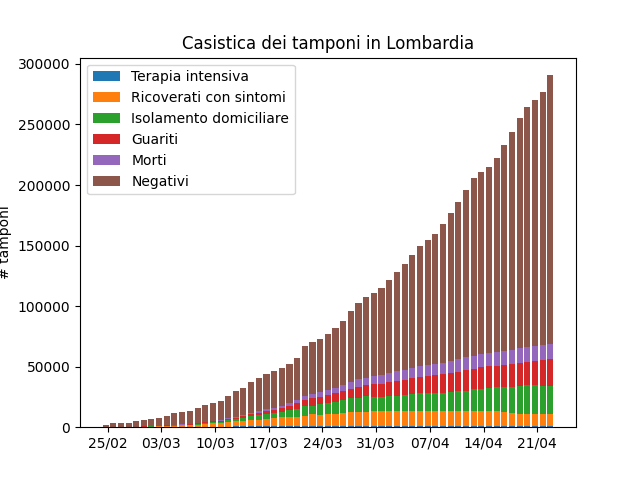 Casistica dei tamponi in Lombardia
300000
250000
200000
150000
100000
50000
0
# tamponi
Terapia intensiva
Ricoverati con sintomi
Isolamento domiciliare
Guariti
Morti
Negativi
25/02 03/03 10/03 17/03 24/03 31/03 07/04 14/04 21/04